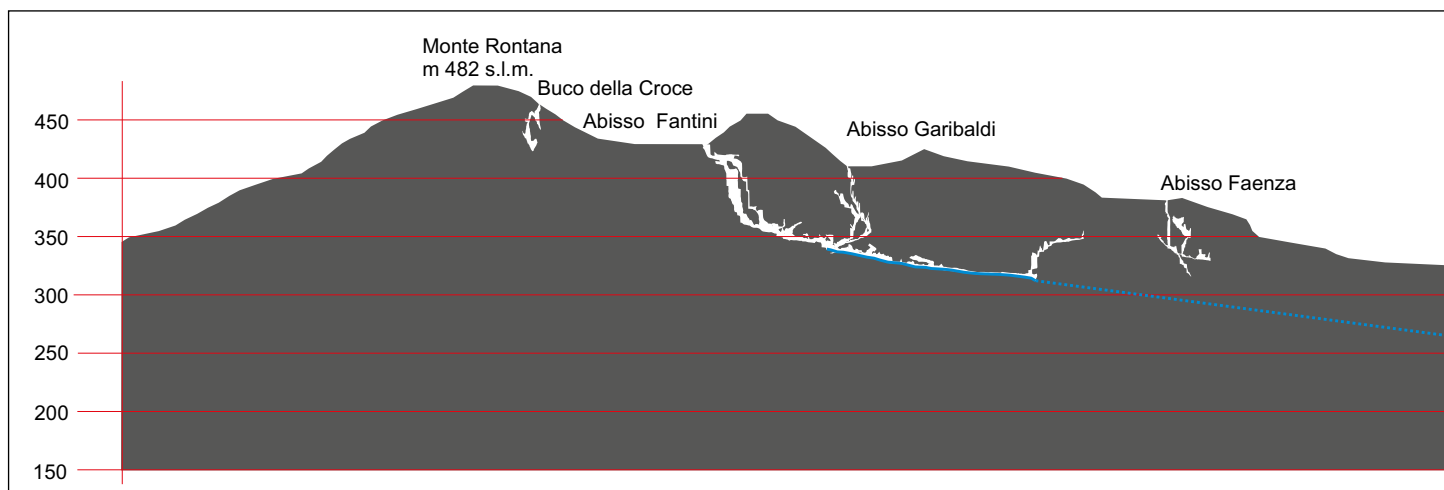 Monte Rontana
m 482 s.l.m.
Buco della Croce
Abisso Fantini
Abisso Garibaldi
Abisso Faenza
450
400
350
300
250
200
150